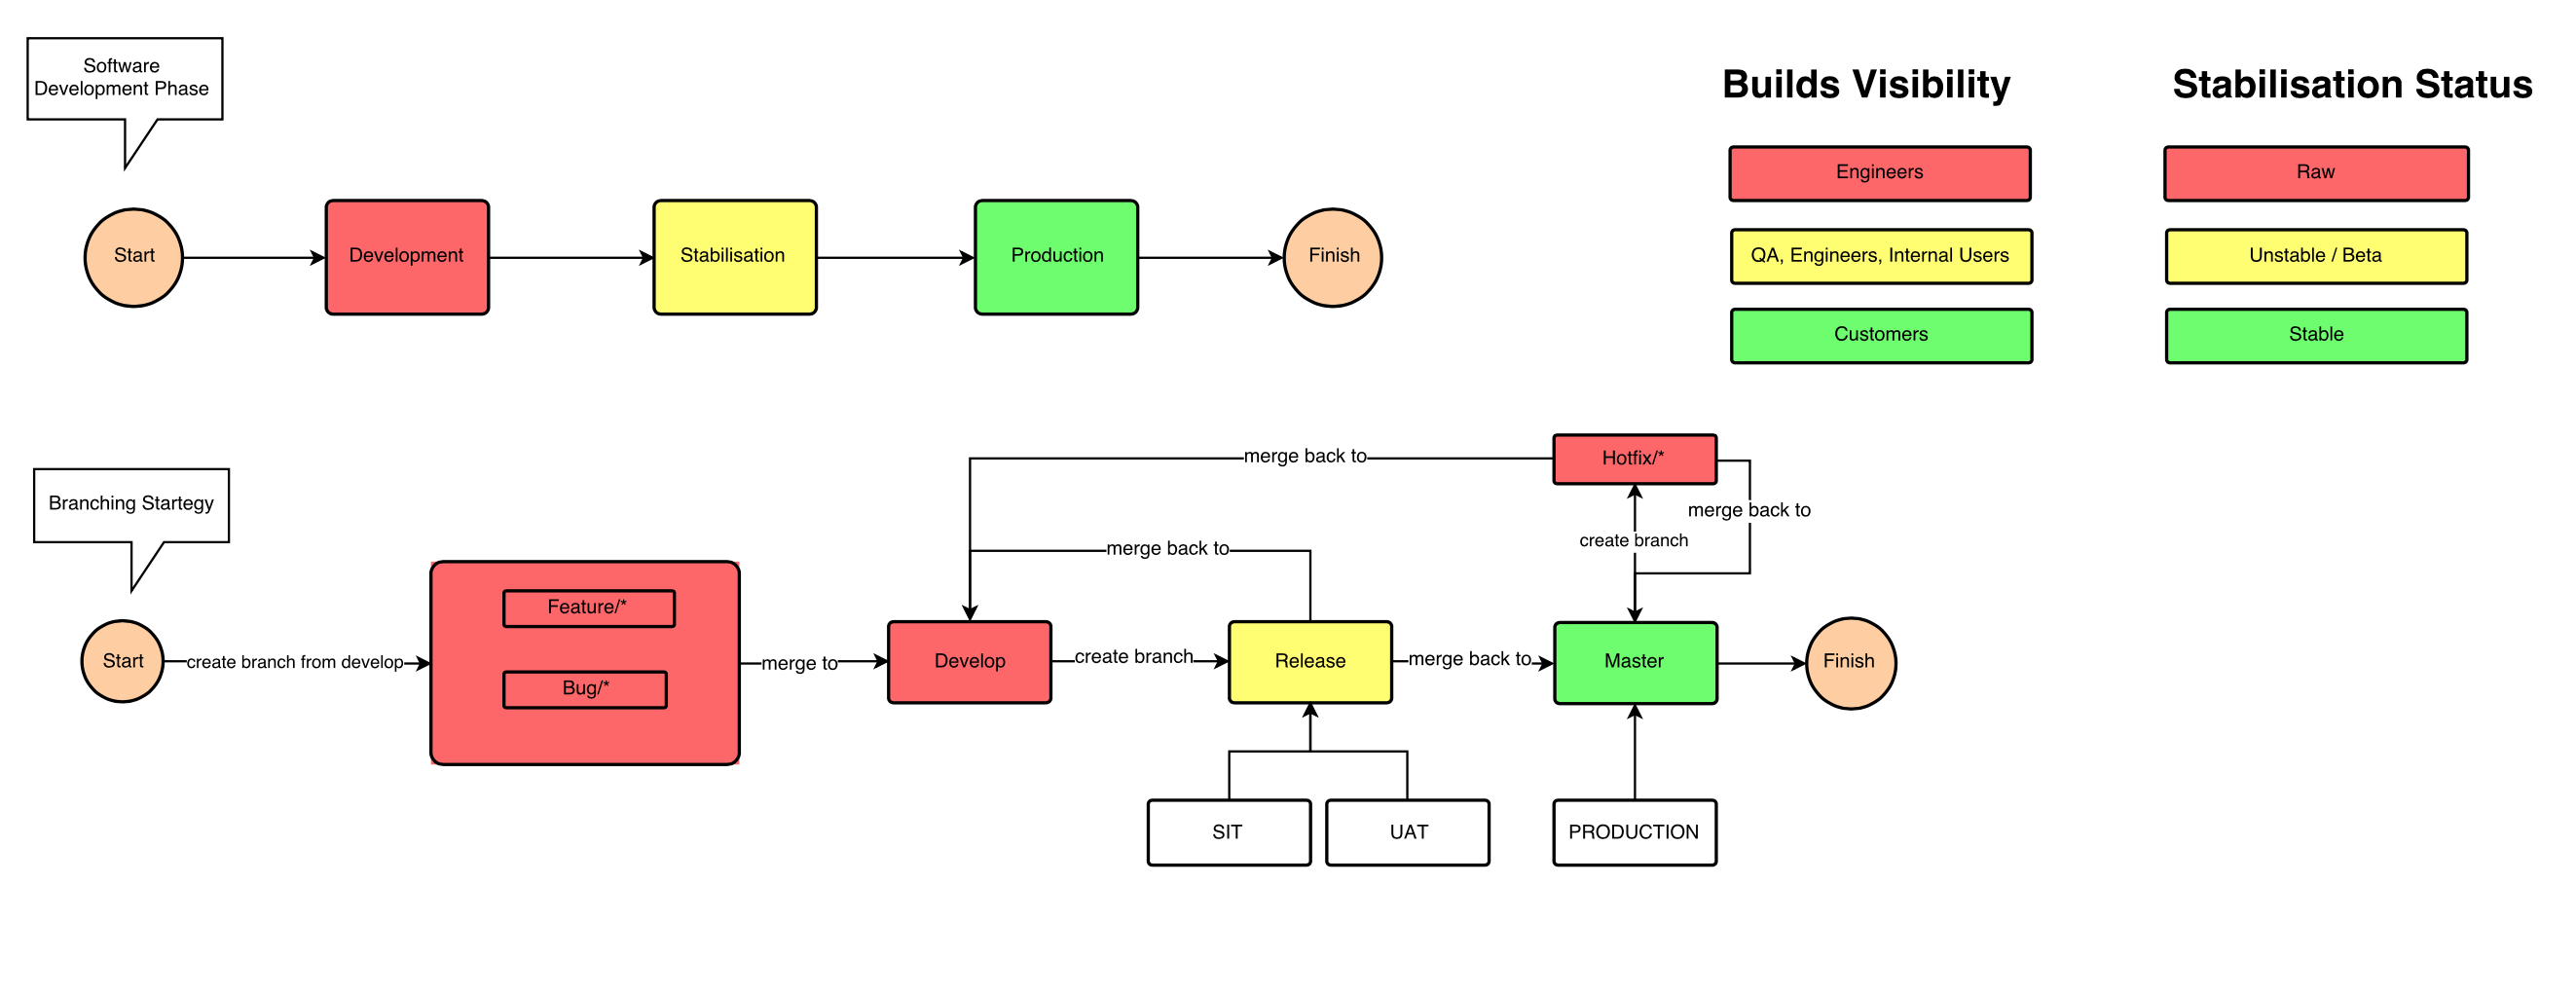 Software
Development Phase
Builds Visibility
Stabilisation Status
Engineers
Raw
Start
Development
Stabilisation
Production
Finish
QA, Engineers, Internal Users
Unstable / Beta
Customers
Stable
merge back to
Hotfix/*
Branching Startegy
merge back to
create branch
merge back to
Feature/*
Start
create branch from develop
Bug/*
merge to
Develop
create branch
Release
merge back to
Master
Finish
SIT
UAT
PRODUCTION